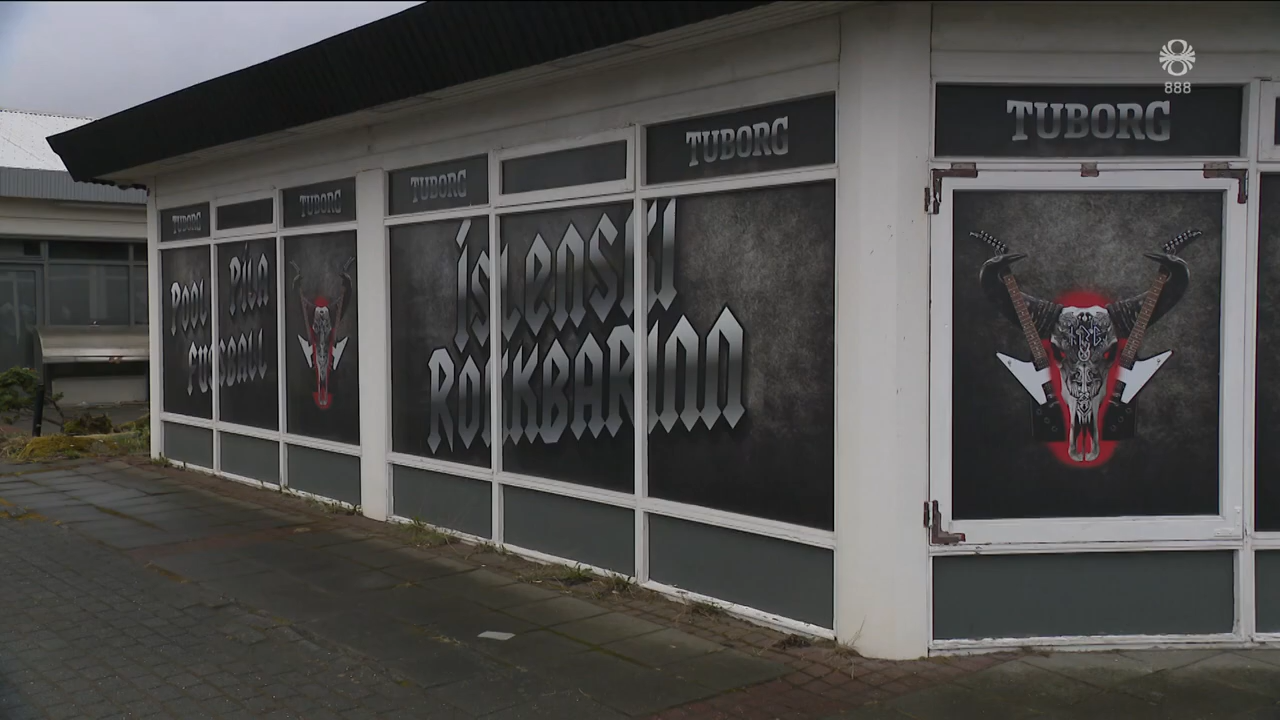 888
TUBORG
TUBORG
TUBORG
TUBORG
TUBORG
POOL PÍLA
FUSSBALL
ÍSLENSKI
ROKKBARINN